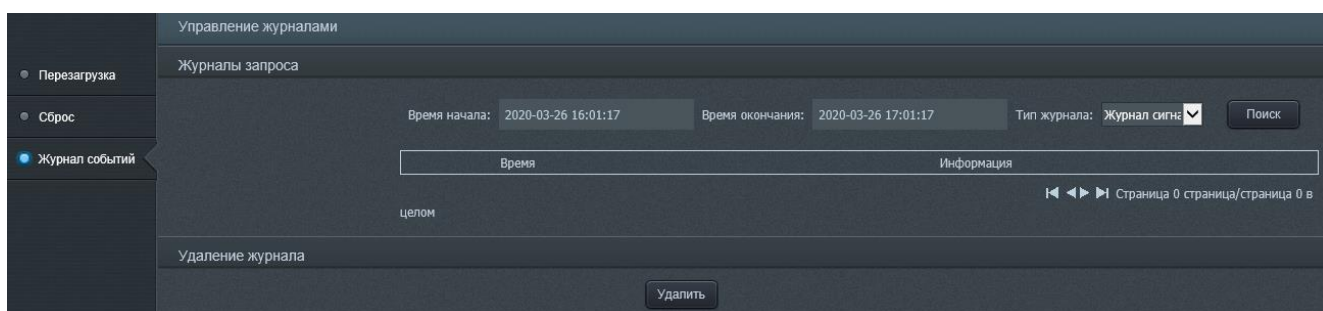 Управление журналами
Перезагрузка
Сброс
Журнал событий
Журналы запроса
Время начала: 2020-03-26 16:01:17 Время окончания: 2020-03-26 17:01:17 Тип журнала: Журнал сигна Поиск
Время Информация
Страница 0 страница/страница 0 в
целом
Удаление журнала
Удалить